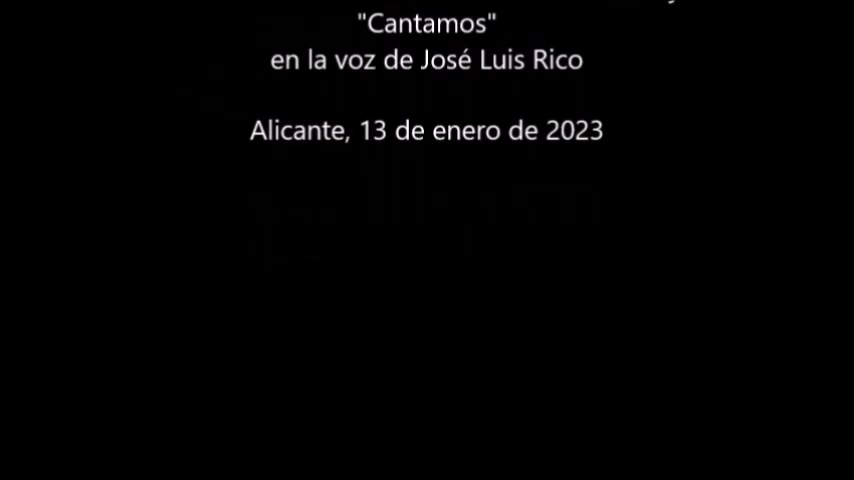 "Cantamos"
en la voz de José Luis Rico
Alicante, 13 de enero de 2023